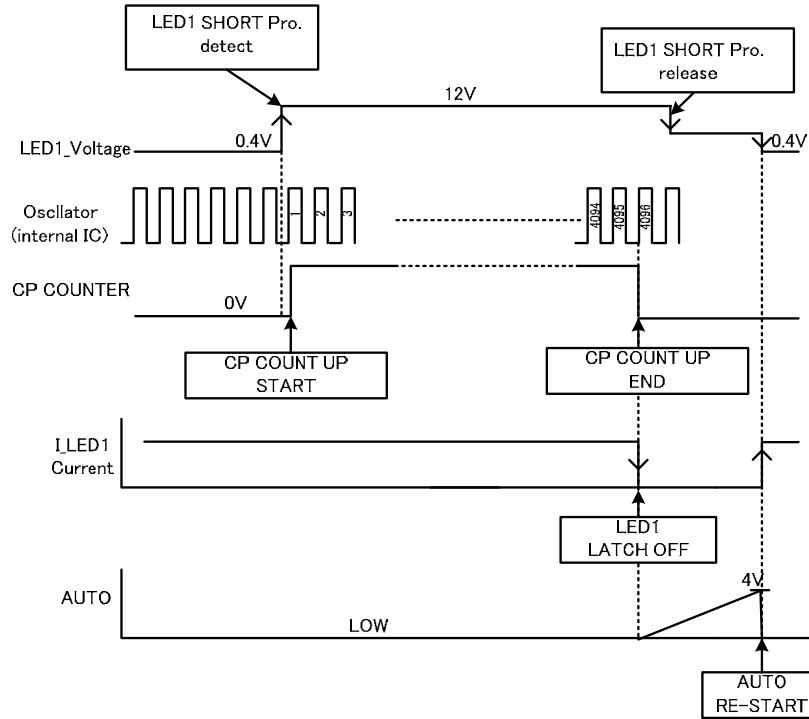 LED1 SHORT Pro.
detect
LED1 SHORT Pro.
release
12V
LED1_Voltage
0.4V
0.4V
Oscllator
(internal IC)
1
2
3
4094
4095
4096
CP COUNTER
0V
CP COUNT UP
START
CP COUNT UP
END
I_LED1
Current
LED1
LATCH OFF
AUTO
LOW
4V
AUTO
RE-START